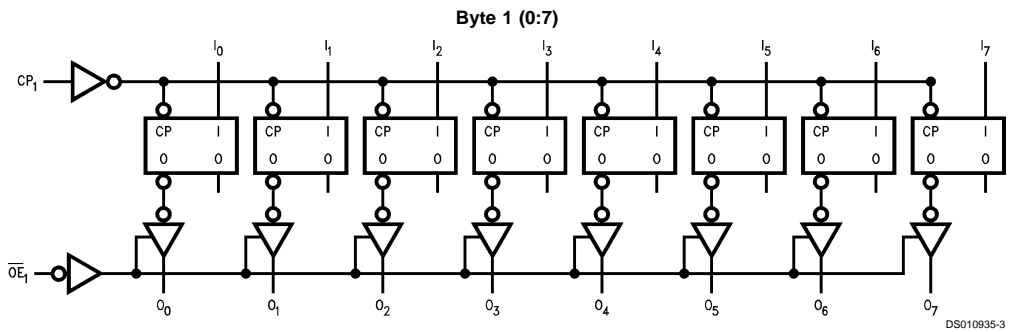 Byte 1 (0:7)
I0 I1 I2 I3 I4 I5 I6 I7
CP1
CP I CP I CP I CP I CP I CP I CP I CP I
O O O O O O O O O O O O O O O O
OE1
O0 O1 O2 O3 O4 O5 O6 O7
DS010935-3